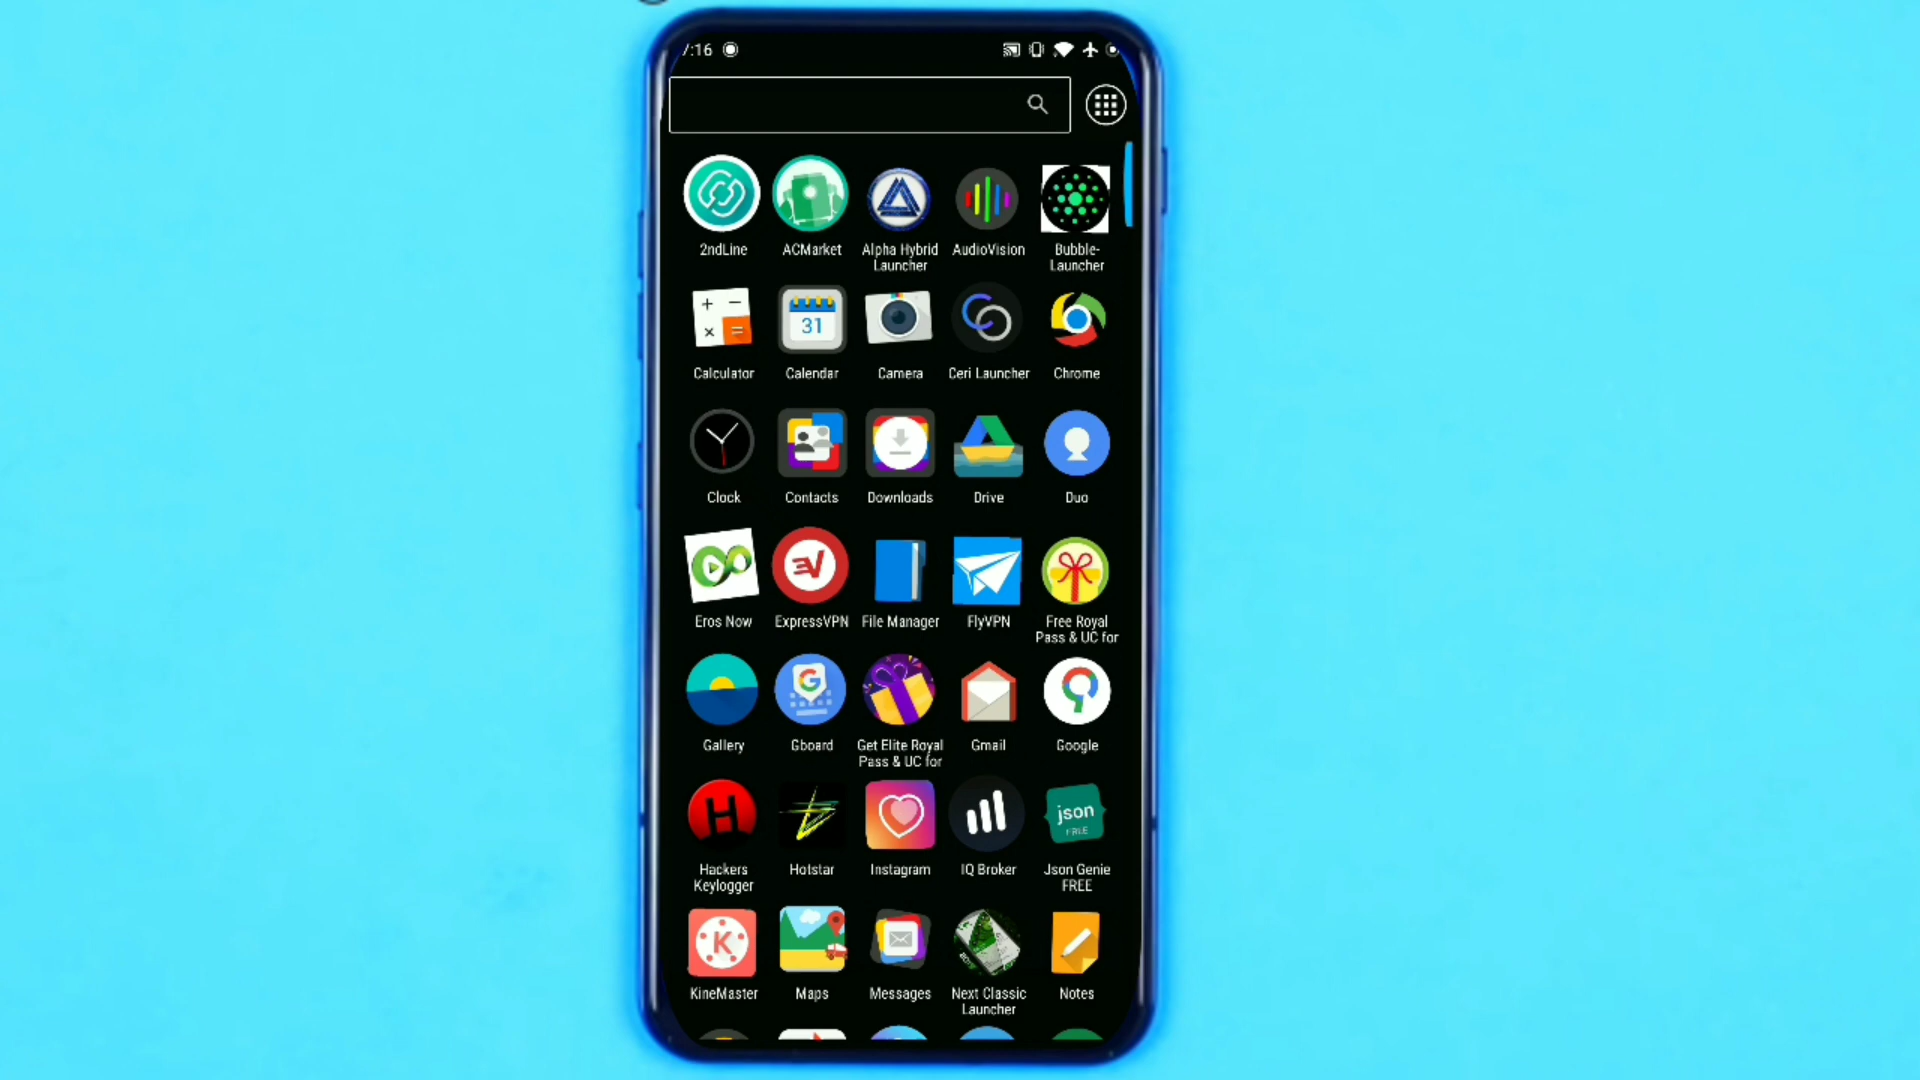 7:16
2ndLine
ACMarket
Alpha Hybrid
Launcher
AudioVision
Bubble-
Launcher
+ −
× =
Calculator
31
Calendar
Camera
Ceri Launcher
Chrome
Clock
Contacts
Downloads
Drive
Duo
Eros Now
ExpressVPN
File Manager
FlyVPN
Free Royal
Pass & UC for
Gallery
G
Gboard
Get Elite Royal
Pass & UC for
Gmail
Google
H
Hackers
Keylogger
Hotstar
Instagram
IQ Broker
json
FREE
Json Genie
FREE
K
KineMaster
Maps
Messages
Next Classic
Launcher
Notes